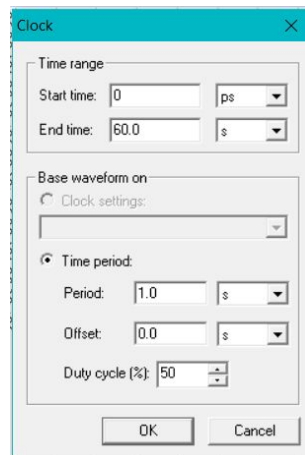 Clock
Time range
Start time: 0 ps
End time: 60.0 s
Base waveform on
Clock settings:
Time period:
Period: 1.0 s
Offset: 0.0 s
Duty cycle (%): 50
OK Cancel